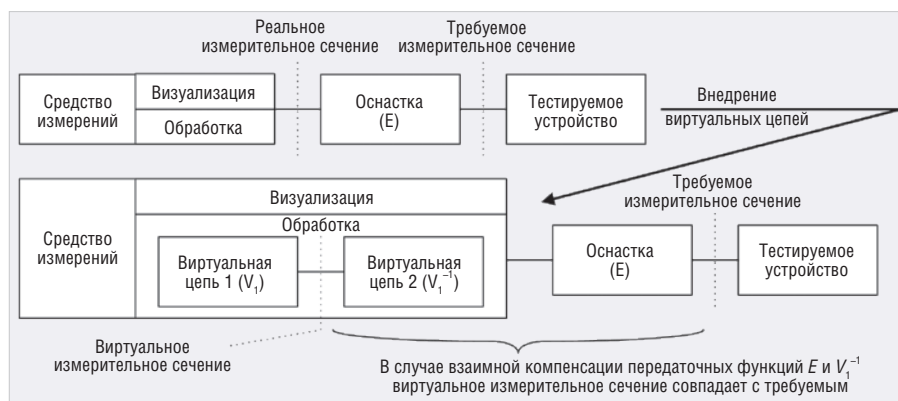 Реальное
измерительное сечение
Требуемое
измерительное сечение
Средство
измерений
Визуализация
Обработка
Оснастка
(E)
Тестируемое
устройство
Внедрение
виртуальных цепей
Требуемое
измерительное сечение
Средство
измерений
Визуализация
Обработка
Виртуальная
цепь 1 (V₁)
Виртуальная
цепь 2 (V₁⁻¹)
Оснастка
(E)
Тестируемое
устройство
Виртуальное
измерительное сечение
В случае взаимной компенсации передаточных функций E и V₁⁻¹
виртуальное измерительное сечение совпадает с требуемым